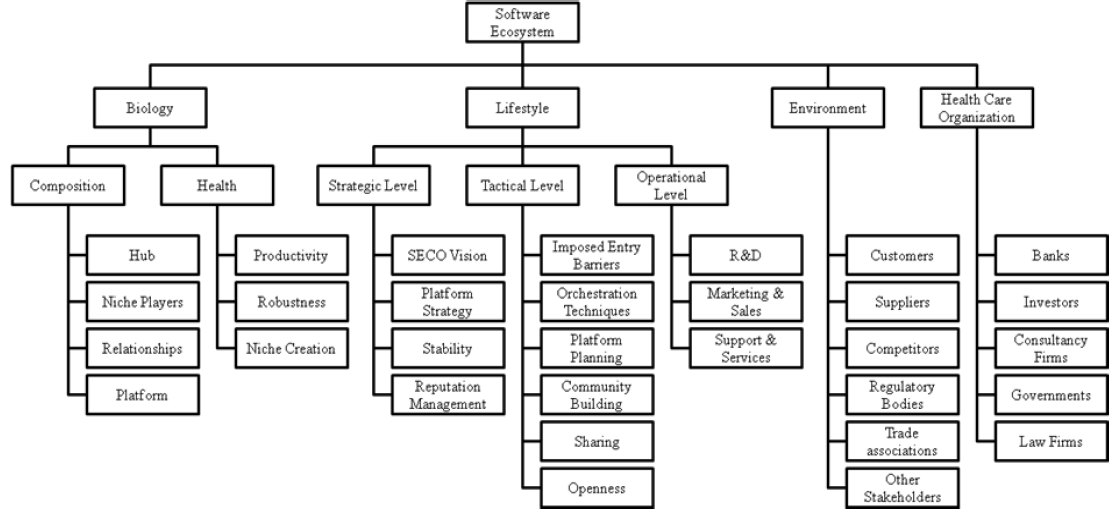 Software
Ecosystem
Biology
Lifestyle
Environment
Health Care
Organization
Composition
Health
Strategic Level
Tactical Level
Operational
Level
Hub
Niche Players
Relationships
Platform
Productivity
Robustness
Niche Creation
SECO Vision
Platform
Strategy
Stability
Reputation
Management
Imposed Entry
Barriers
Orchestration
Techniques
Platform
Planning
Community
Building
Sharing
Openness
R&D
Marketing &
Sales
Support &
Services
Customers
Suppliers
Competitors
Regulatory
Bodies
Trade
associations
Other
Stakeholders
Banks
Investors
Consultancy
Firms
Governments
Law Firms